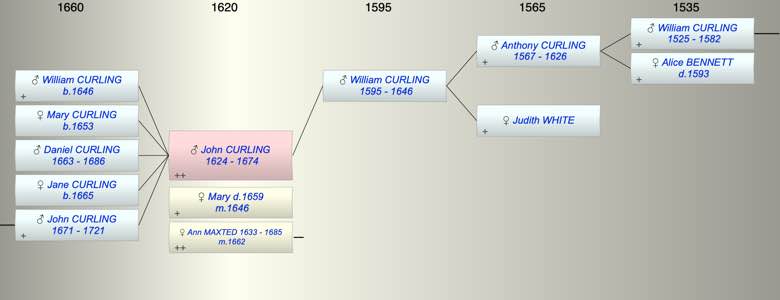 1660 1620 1595 1565 1535
♂ William CURLING
b.1646
+
♀ Mary CURLING
b.1653
♂ Daniel CURLING
1663 - 1686
♀ Jane CURLING
b.1665
♂ John CURLING
1671 - 1721
+
♂ John CURLING
1624 - 1674
++
♀ Mary d.1659
m.1646
+
♀ Ann MAXTED 1633 - 1685
m.1662
++
♂ William CURLING
1595 - 1646
♂ Anthony CURLING
1567 - 1626
+
♀ Judith WHITE
+
♂ William CURLING
1525 - 1582
+
♀ Alice BENNETT
d.1593
+